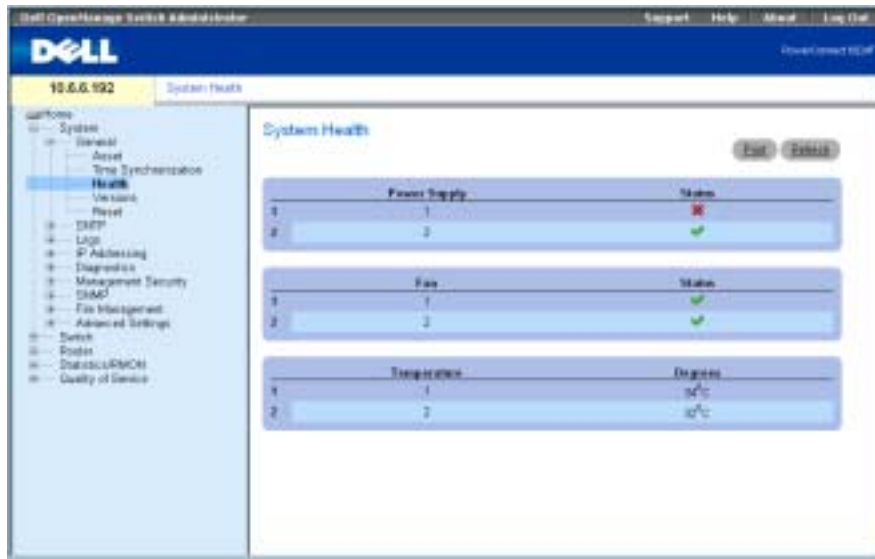 Dell OpenManage Switch Administrator
Support Help About Log Out
DELL
PowerConnect
10.6.6.192
System Health
Home
System
General
Asset
Time Synchronization
Health
Versions
Reset
SNTP
Logs
IP Addressing
Diagnostics
Management Security
SNMP
File Management
Advanced Settings
Switch
Router
Statistics/RMON
Quality of Service
System Health
Print Refresh
Power Supply Status
1 1
2 2
Fan Status
1 1
2 2
Temperature Degrees
1 1
2 2